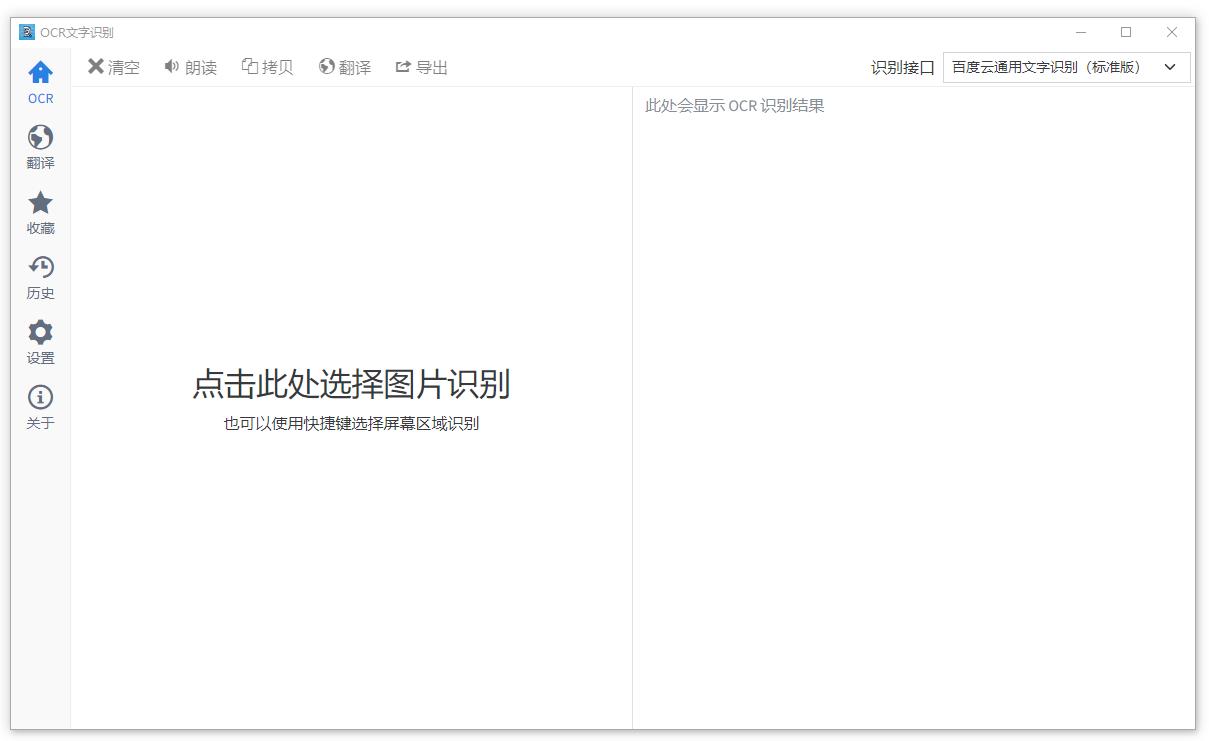 OCR文字识别
OCR
翻译
收藏
历史
设置
关于
清空 朗读 拷贝 翻译 导出 识别接口 百度云通用文字识别（标准版）
点击此处选择图片识别
也可以使用快捷键选择屏幕区域识别
此处会显示 OCR 识别结果